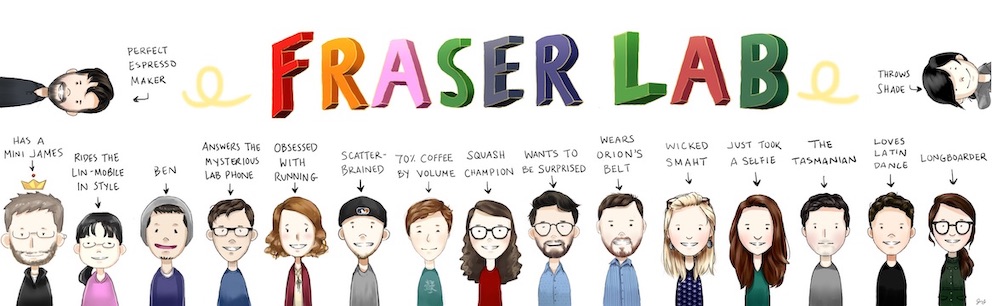 FRASER LAB
PERFECT
ESPRESSO
MAKER
THROWS
SHADE
HAS A
MINI JAMES
RIDES THE
LIN-MOBILE
IN STYLE
BEN
ANSWERS THE
MYSTERIOUS
LAB PHONE
OBSESSED
WITH
RUNNING
SCATTER-
BRAINED
70% COFFEE
BY VOLUME
SQUASH
CHAMPION
WANTS TO
BE SURPRISED
WEARS
ORION'S
BELT
WICKED
SMAHT
JUST TOOK
A SELFIE
THE
TASMANIAN
LOVES
LATIN
DANCE
LONGBOARDER